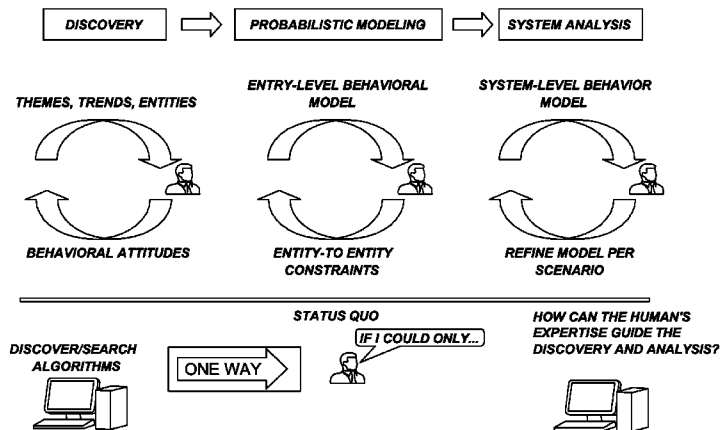 DISCOVERY
PROBABILISTIC MODELING
SYSTEM ANALYSIS
THEMES, TRENDS, ENTITIES
BEHAVIORAL ATTITUDES
ENTRY-LEVEL BEHAVIORAL
MODEL
ENTITY-TO ENTITY
CONSTRAINTS
SYSTEM-LEVEL BEHAVIOR
MODEL
REFINE MODEL PER
SCENARIO
STATUS QUO
DISCOVER/SEARCH
ALGORITHMS
ONE WAY
IF I COULD ONLY...
HOW CAN THE HUMAN'S
EXPERTISE GUIDE THE
DISCOVERY AND ANALYSIS?